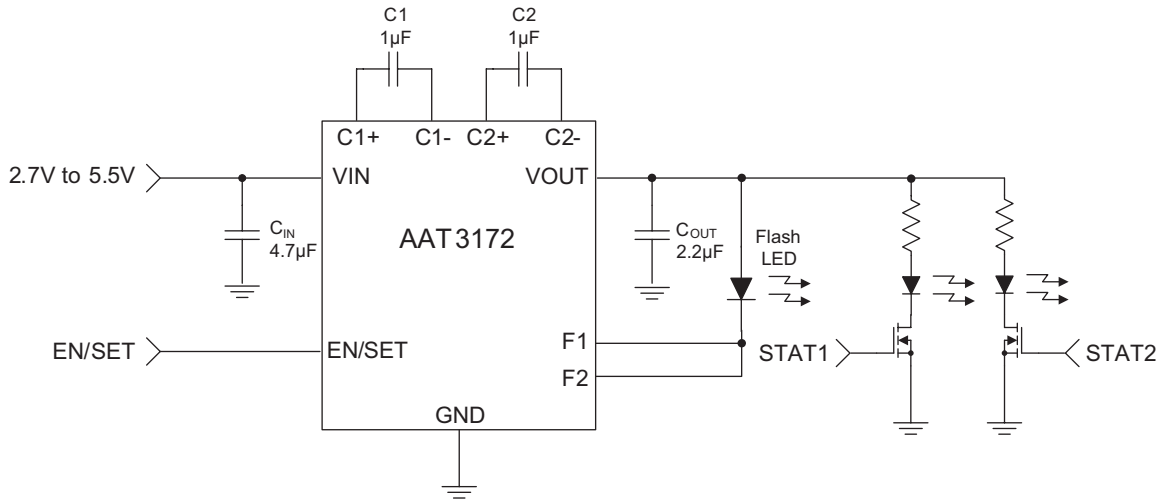 C1
1µF
C2
1µF
C1+ C1- C2+ C2-
2.7V to 5.5V
VIN
VOUT
AAT3172
CIN
4.7µF
COUT
2.2µF
Flash
LED
EN/SET
EN/SET
F1
F2
STAT1
STAT2
GND